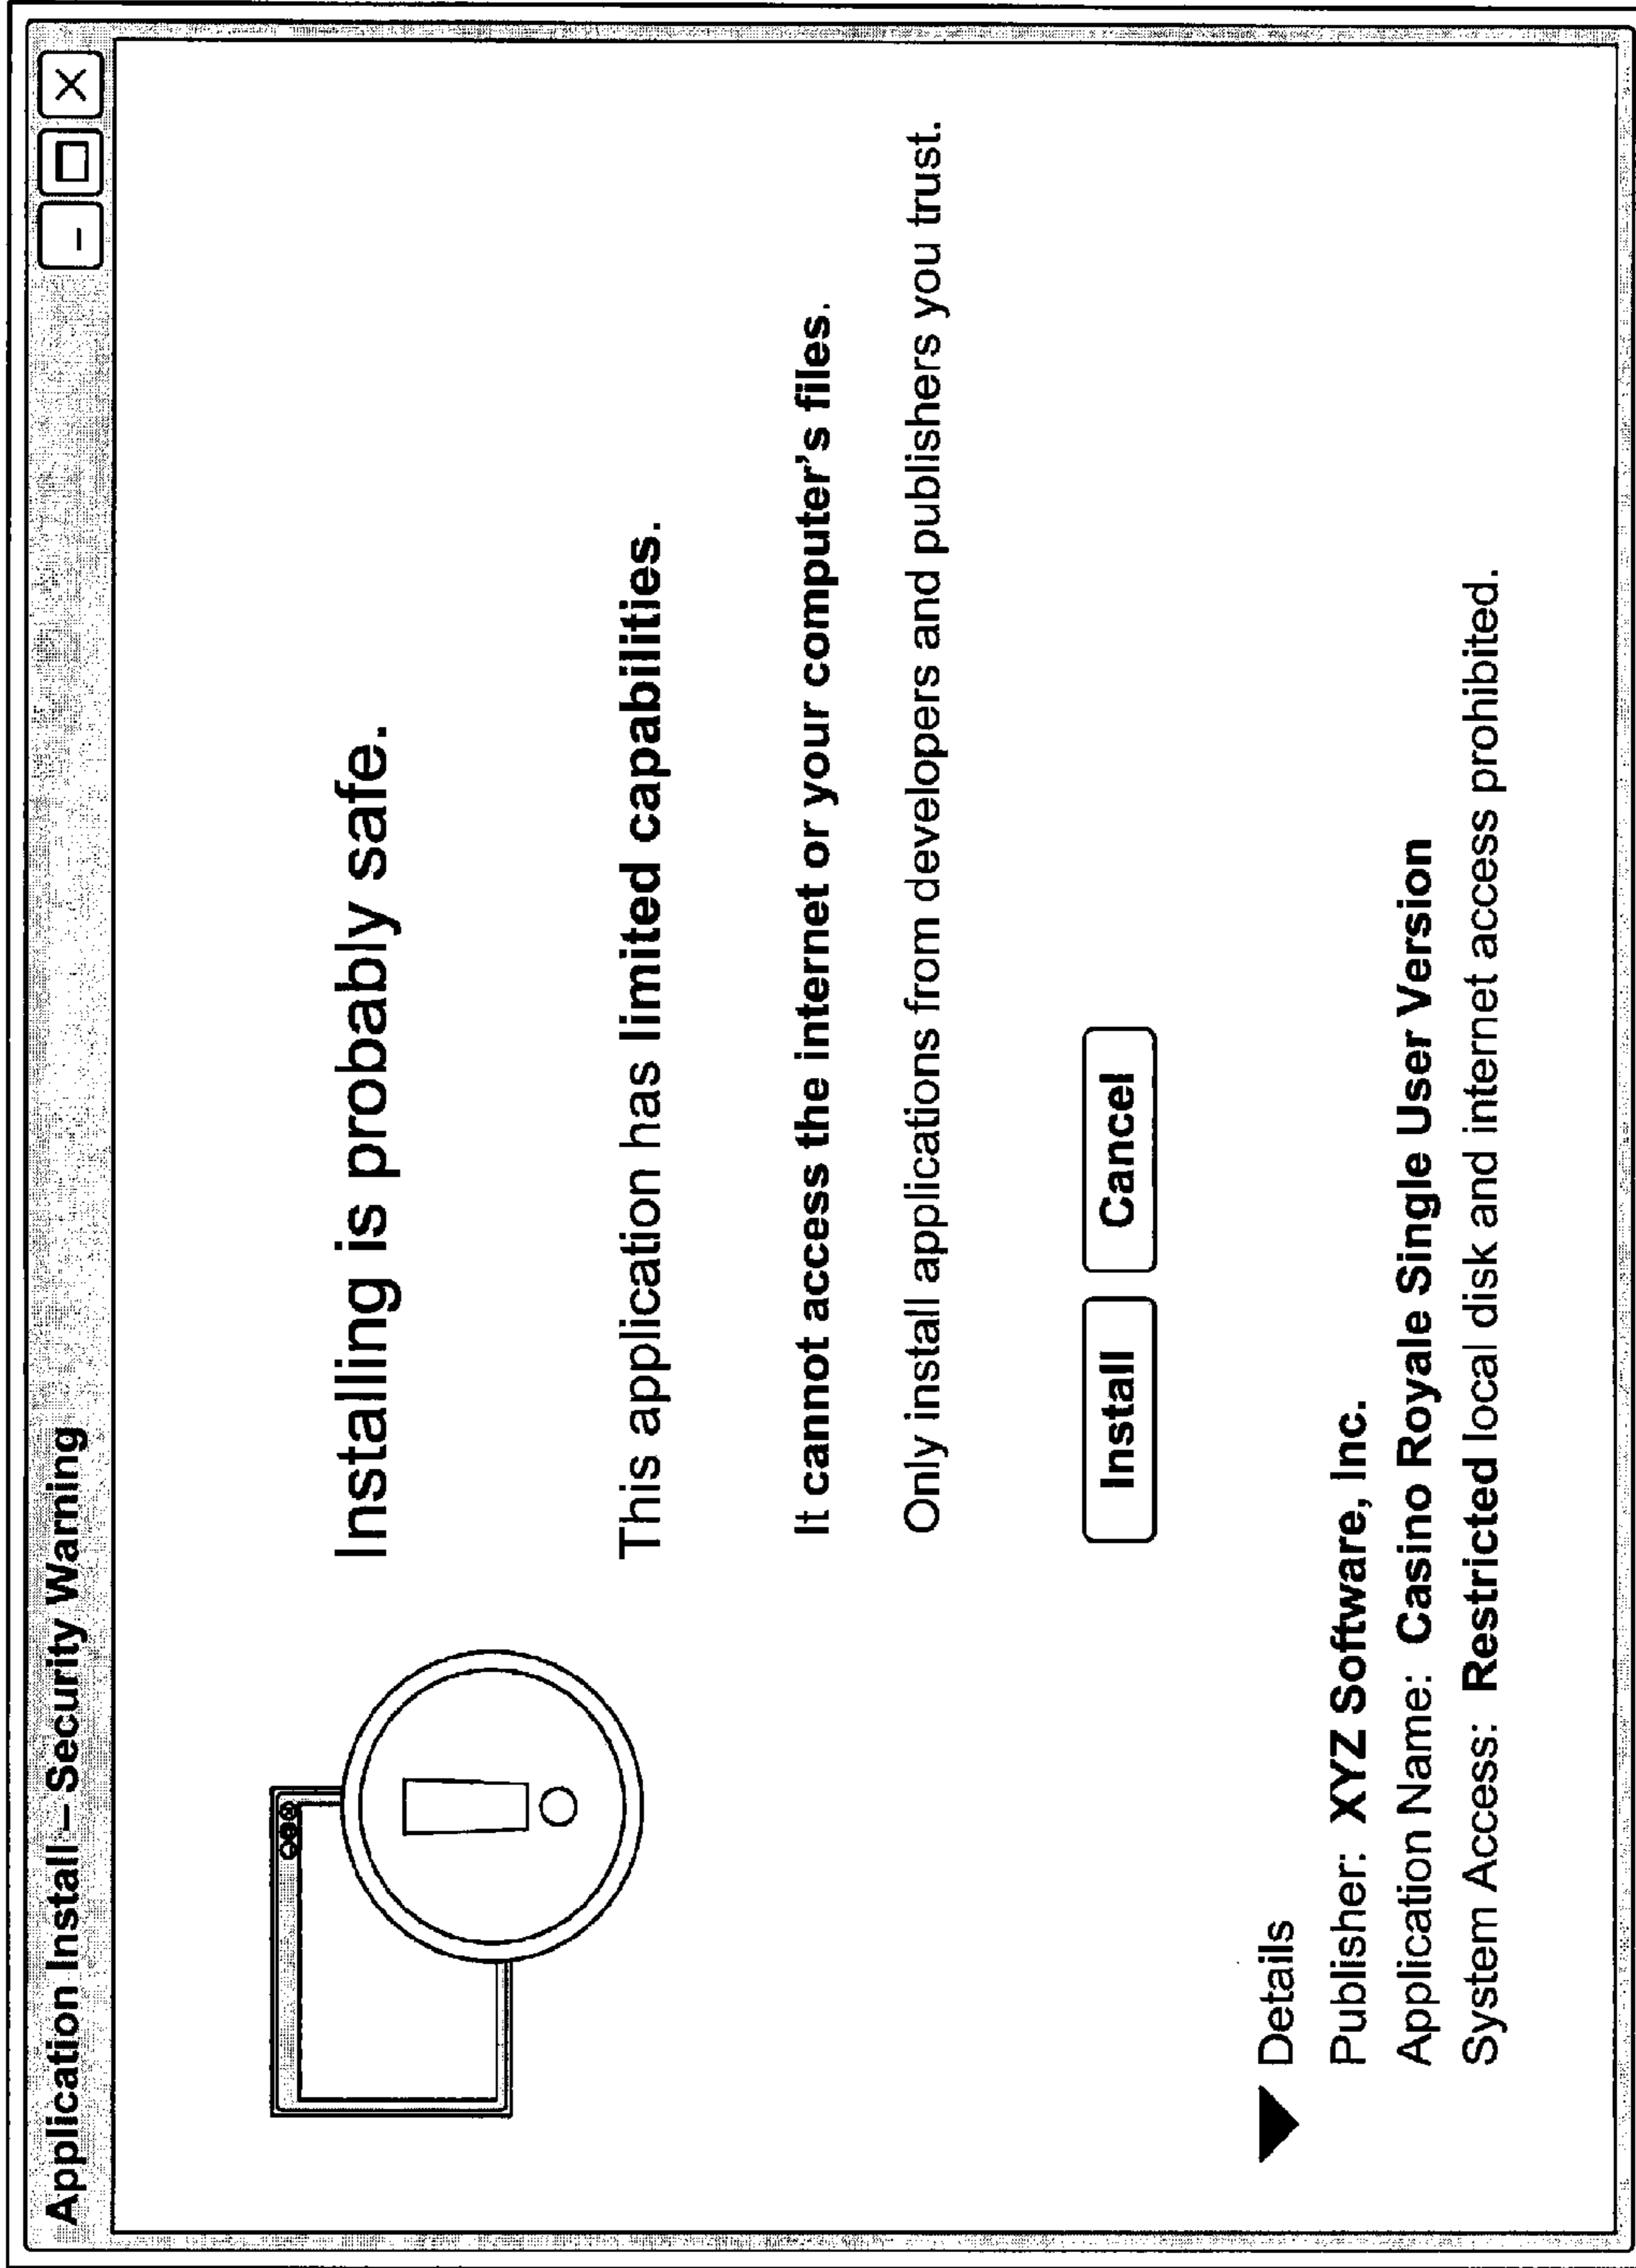 Application Install – Security Warning
Installing is probably safe.
This application has limited capabilities.
It cannot access the internet or your computer's files.
Only install applications from developers and publishers you trust.
Install Cancel
Details
Publisher: XYZ Software, Inc.
Application Name: Casino Royale Single User Version
System Access: Restricted local disk and internet access prohibited.